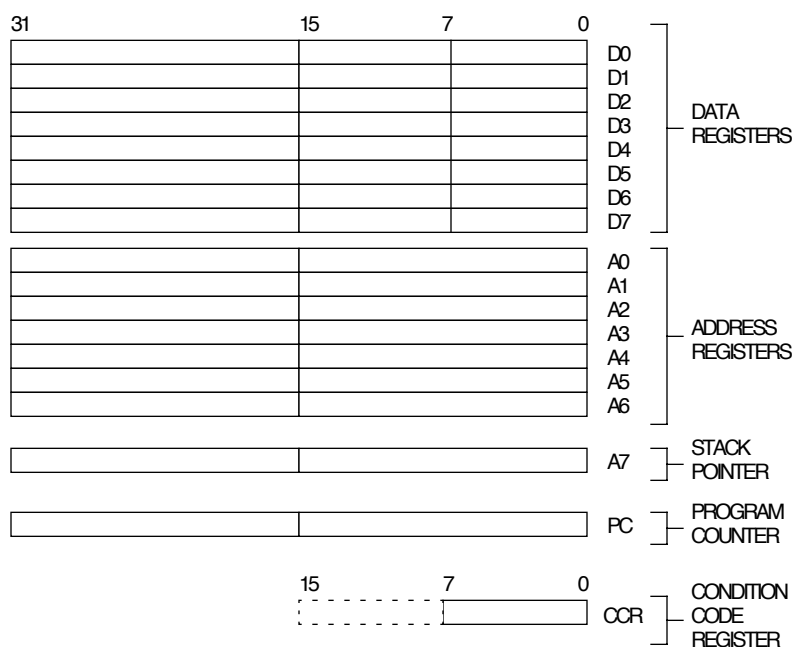 31 15 7 0
D0
D1
D2
D3
D4
D5
D6
D7
DATA
REGISTERS
A0
A1
A2
A3
A4
A5
A6
ADDRESS
REGISTERS
A7
STACK
POINTER
PC
PROGRAM
COUNTER
15 7 0
CCR
CONDITION
CODE
REGISTER